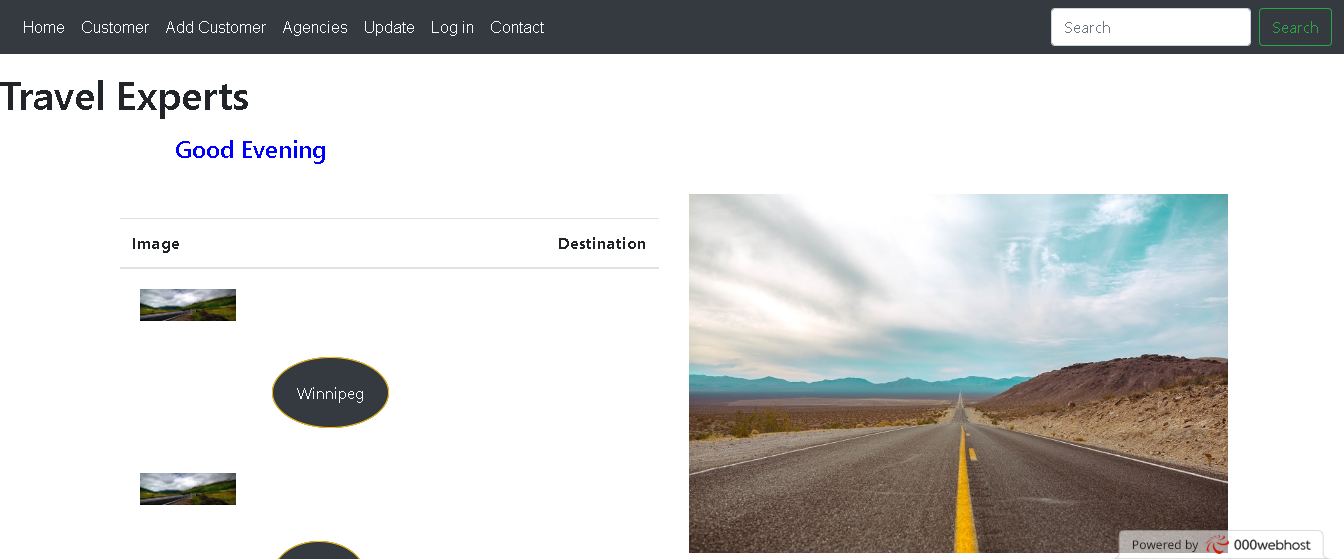 Home Customer Add Customer Agencies Update Log in Contact Search Search
Travel Experts
Good Evening
Image Destination
Winnipeg
Powered by 000webhost